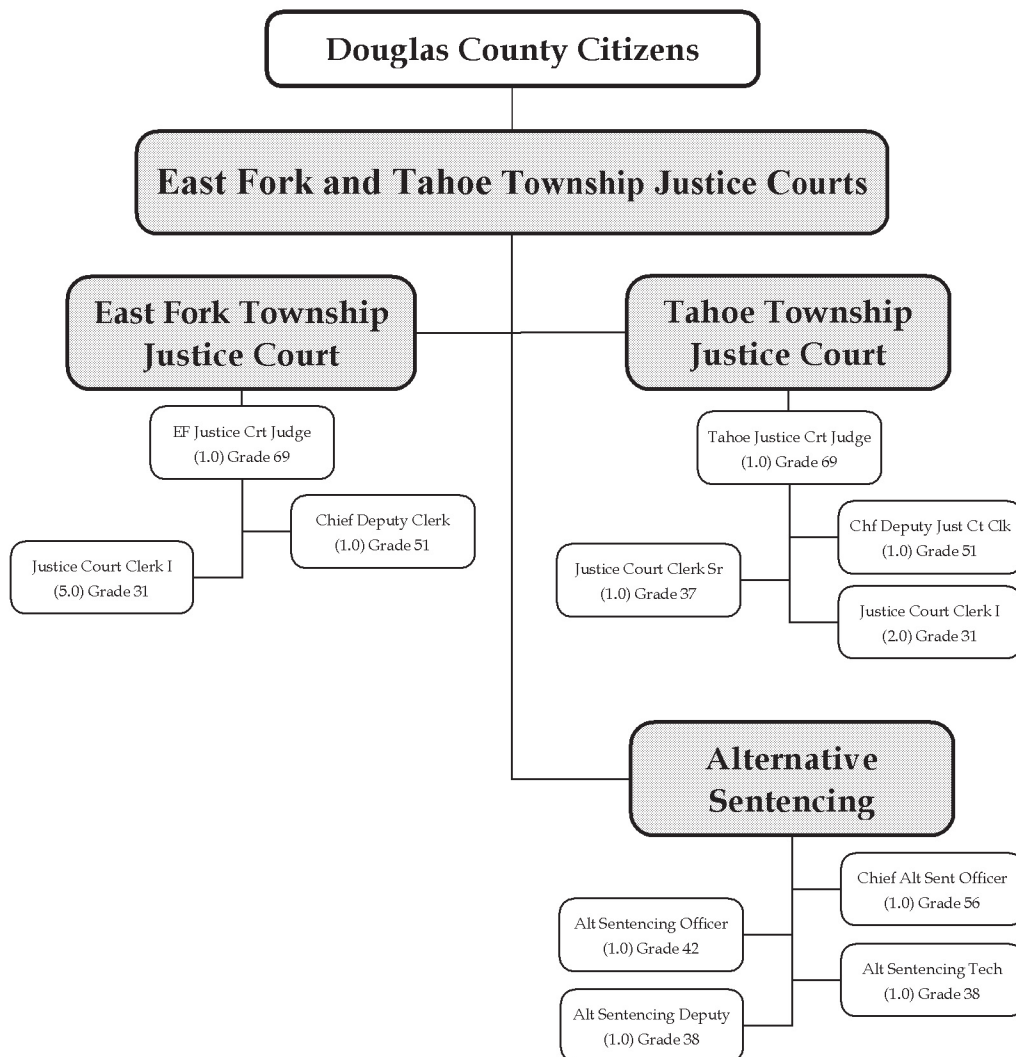 Douglas County Citizens
East Fork and Tahoe Township Justice Courts
East Fork Township
Justice Court
EF Justice Crt Judge
(1.0) Grade 69
Chief Deputy Clerk
(1.0) Grade 51
Justice Court Clerk I
(5.0) Grade 31
Tahoe Township
Justice Court
Tahoe Justice Crt Judge
(1.0) Grade 69
Chf Deputy Just Ct Clk
(1.0) Grade 51
Justice Court Clerk Sr
(1.0) Grade 37
Justice Court Clerk I
(2.0) Grade 31
Alternative
Sentencing
Chief Alt Sent Officer
(1.0) Grade 56
Alt Sentencing Officer
(1.0) Grade 42
Alt Sentencing Tech
(1.0) Grade 38
Alt Sentencing Deputy
(1.0) Grade 38